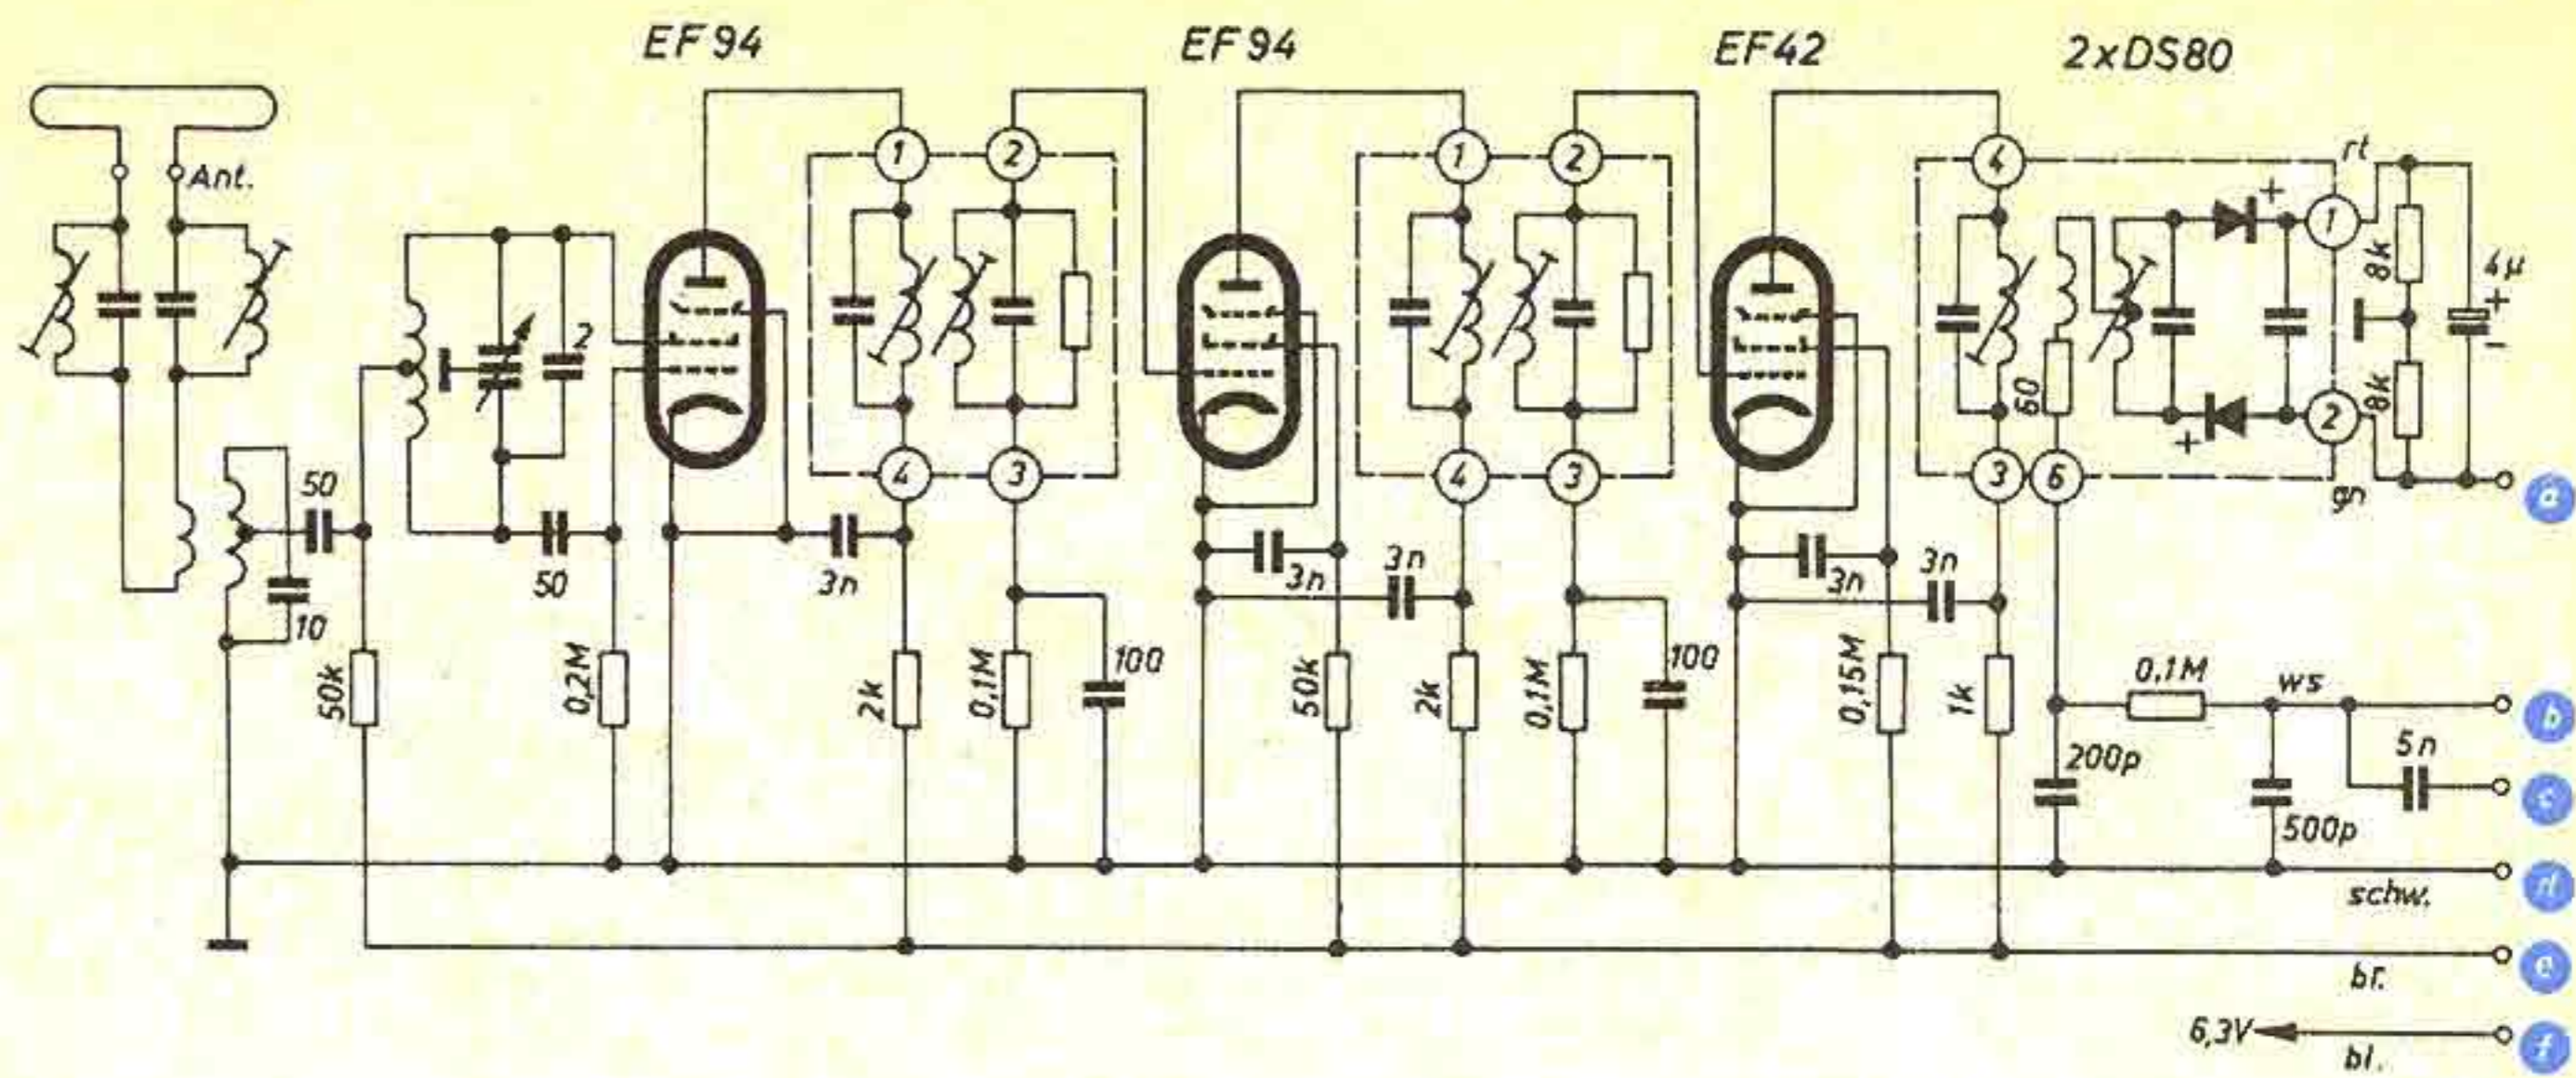 EF94
EF94
EF42
2xDS80
Ant.
1
2
1
2
4
rt
1
+
8k
4µ
+
-
2
60
8k
2
+
4
3
4
3
3
6
gn
a
50
50
10
3n
3n
3n
3n
3n
50k
0,2M
2k
0,1M
100
50k
2k
0,1M
100
0,15M
1k
0,1M
ws
b
200p
5n
c
500p
d
schw.
e
br.
6,3V
bl.
f